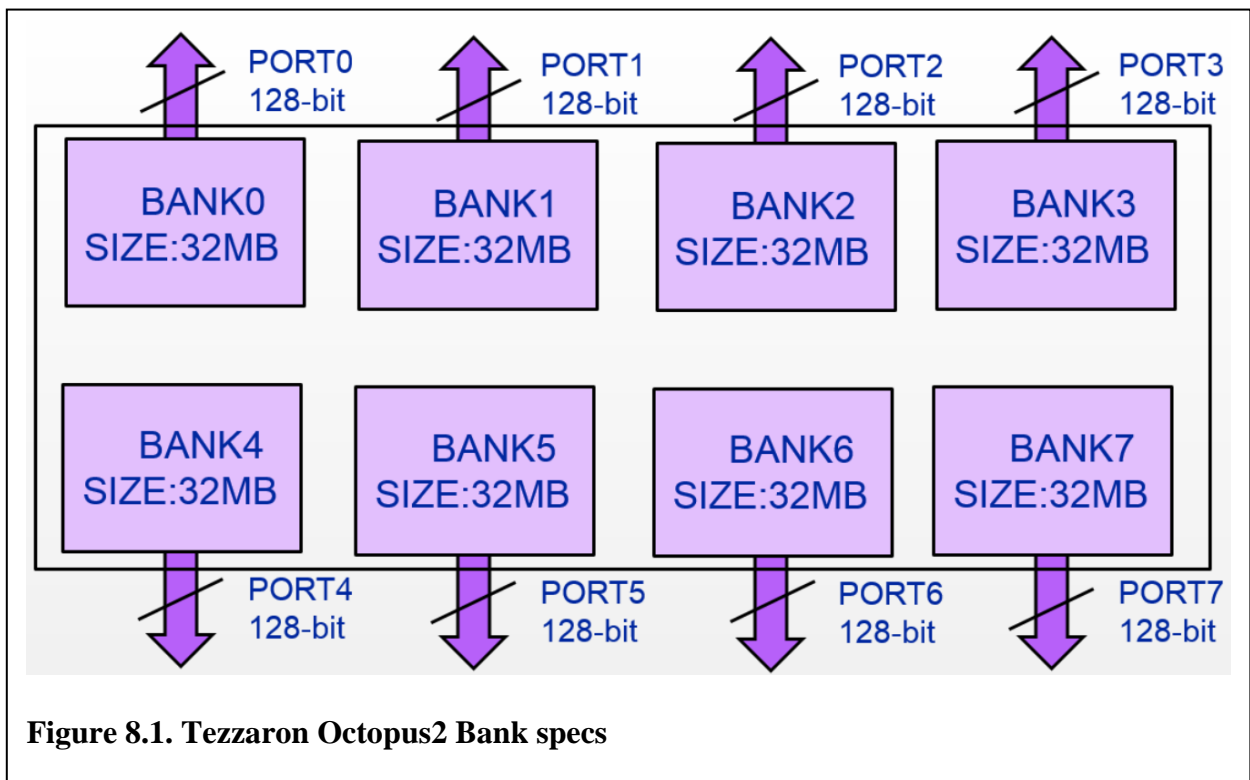 PORT0
128-bit
PORT1
128-bit
PORT2
128-bit
PORT3
128-bit
BANK0
SIZE:32MB
BANK1
SIZE:32MB
BANK2
SIZE:32MB
BANK3
SIZE:32MB
BANK4
SIZE:32MB
BANK5
SIZE:32MB
BANK6
SIZE:32MB
BANK7
SIZE:32MB
PORT4
128-bit
PORT5
128-bit
PORT6
128-bit
PORT7
128-bit
Figure 8.1. Tezzaron Octopus2 Bank specs